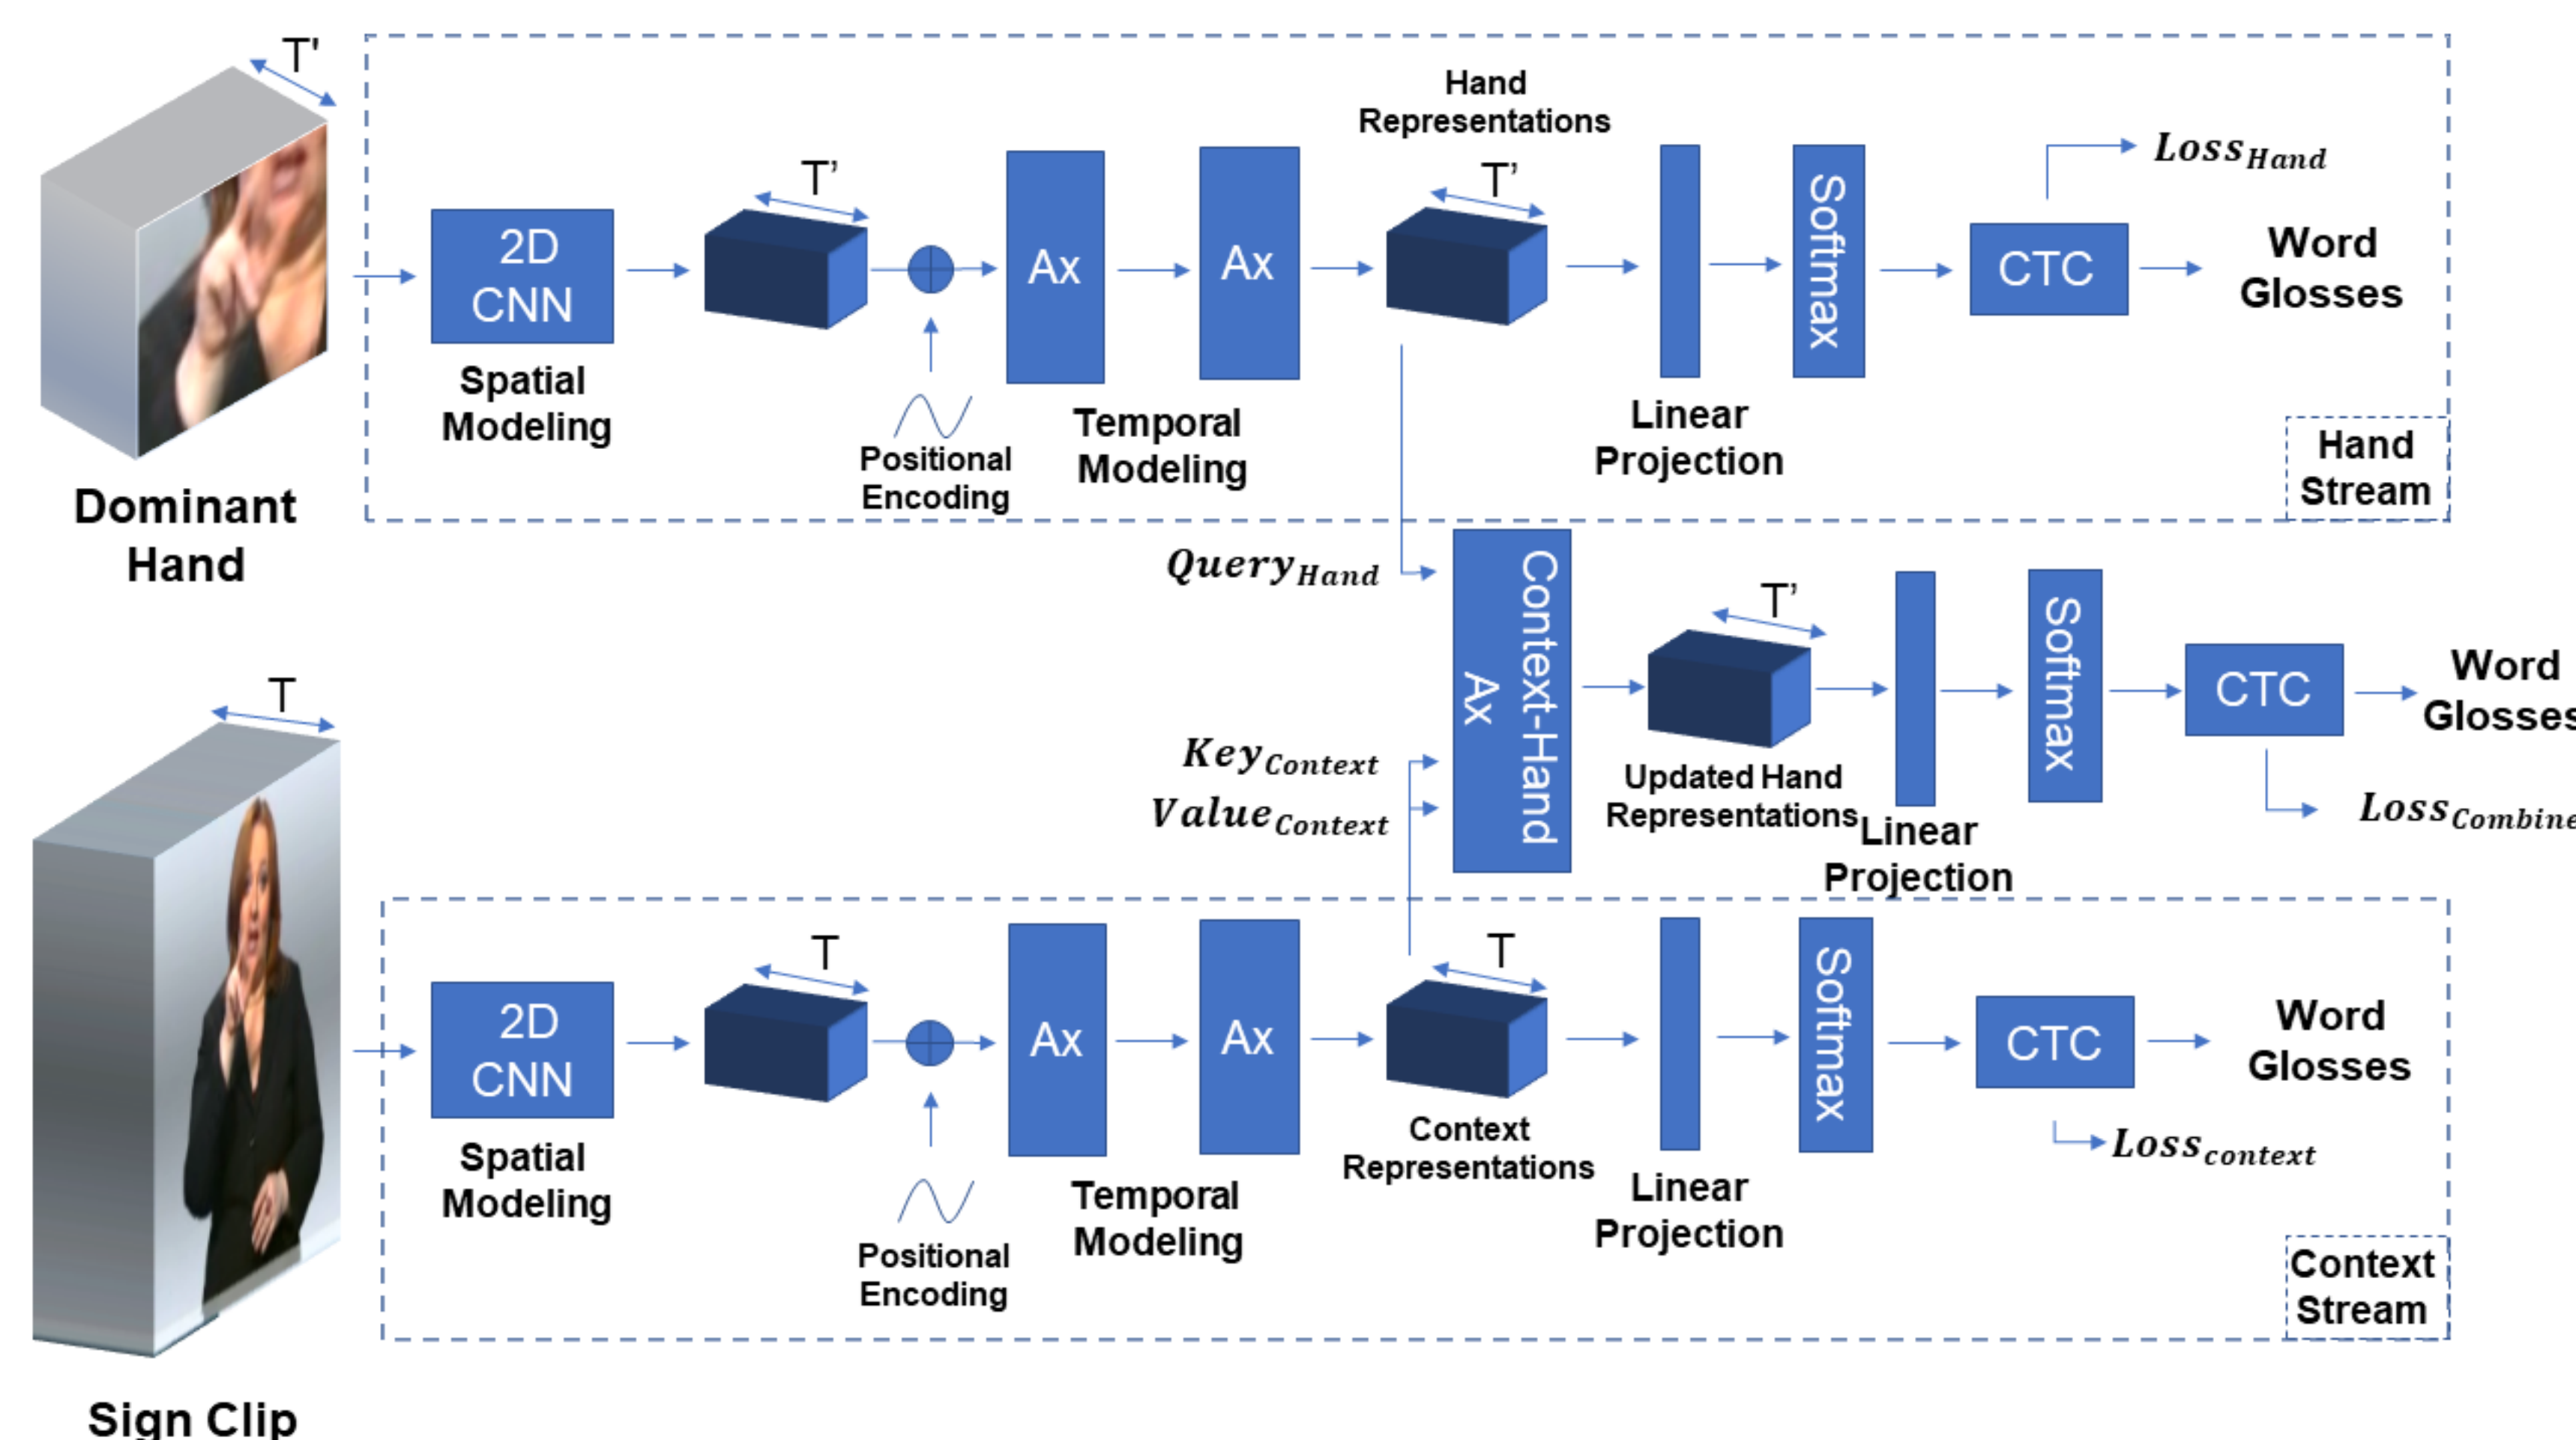 T'
Dominant
Hand
2D
CNN
Spatial
Modeling
T’
Positional
Encoding
Ax
Ax
Temporal
Modeling
Hand
Representations
T’
Linear
Projection
Softmax
CTC
Loss_Hand
Word
Glosses
Hand
Stream
Query_Hand
Key_Context
Value_Context
Context-Hand
Ax
T’
Updated Hand
Representations
Linear
Projection
Softmax
CTC
Word
Glosses
Loss_Combine
T
Sign Clip
2D
CNN
Spatial
Modeling
T
Positional
Encoding
Ax
Ax
Temporal
Modeling
T
Context
Representations
Linear
Projection
Softmax
CTC
Loss_context
Word
Glosses
Context
Stream